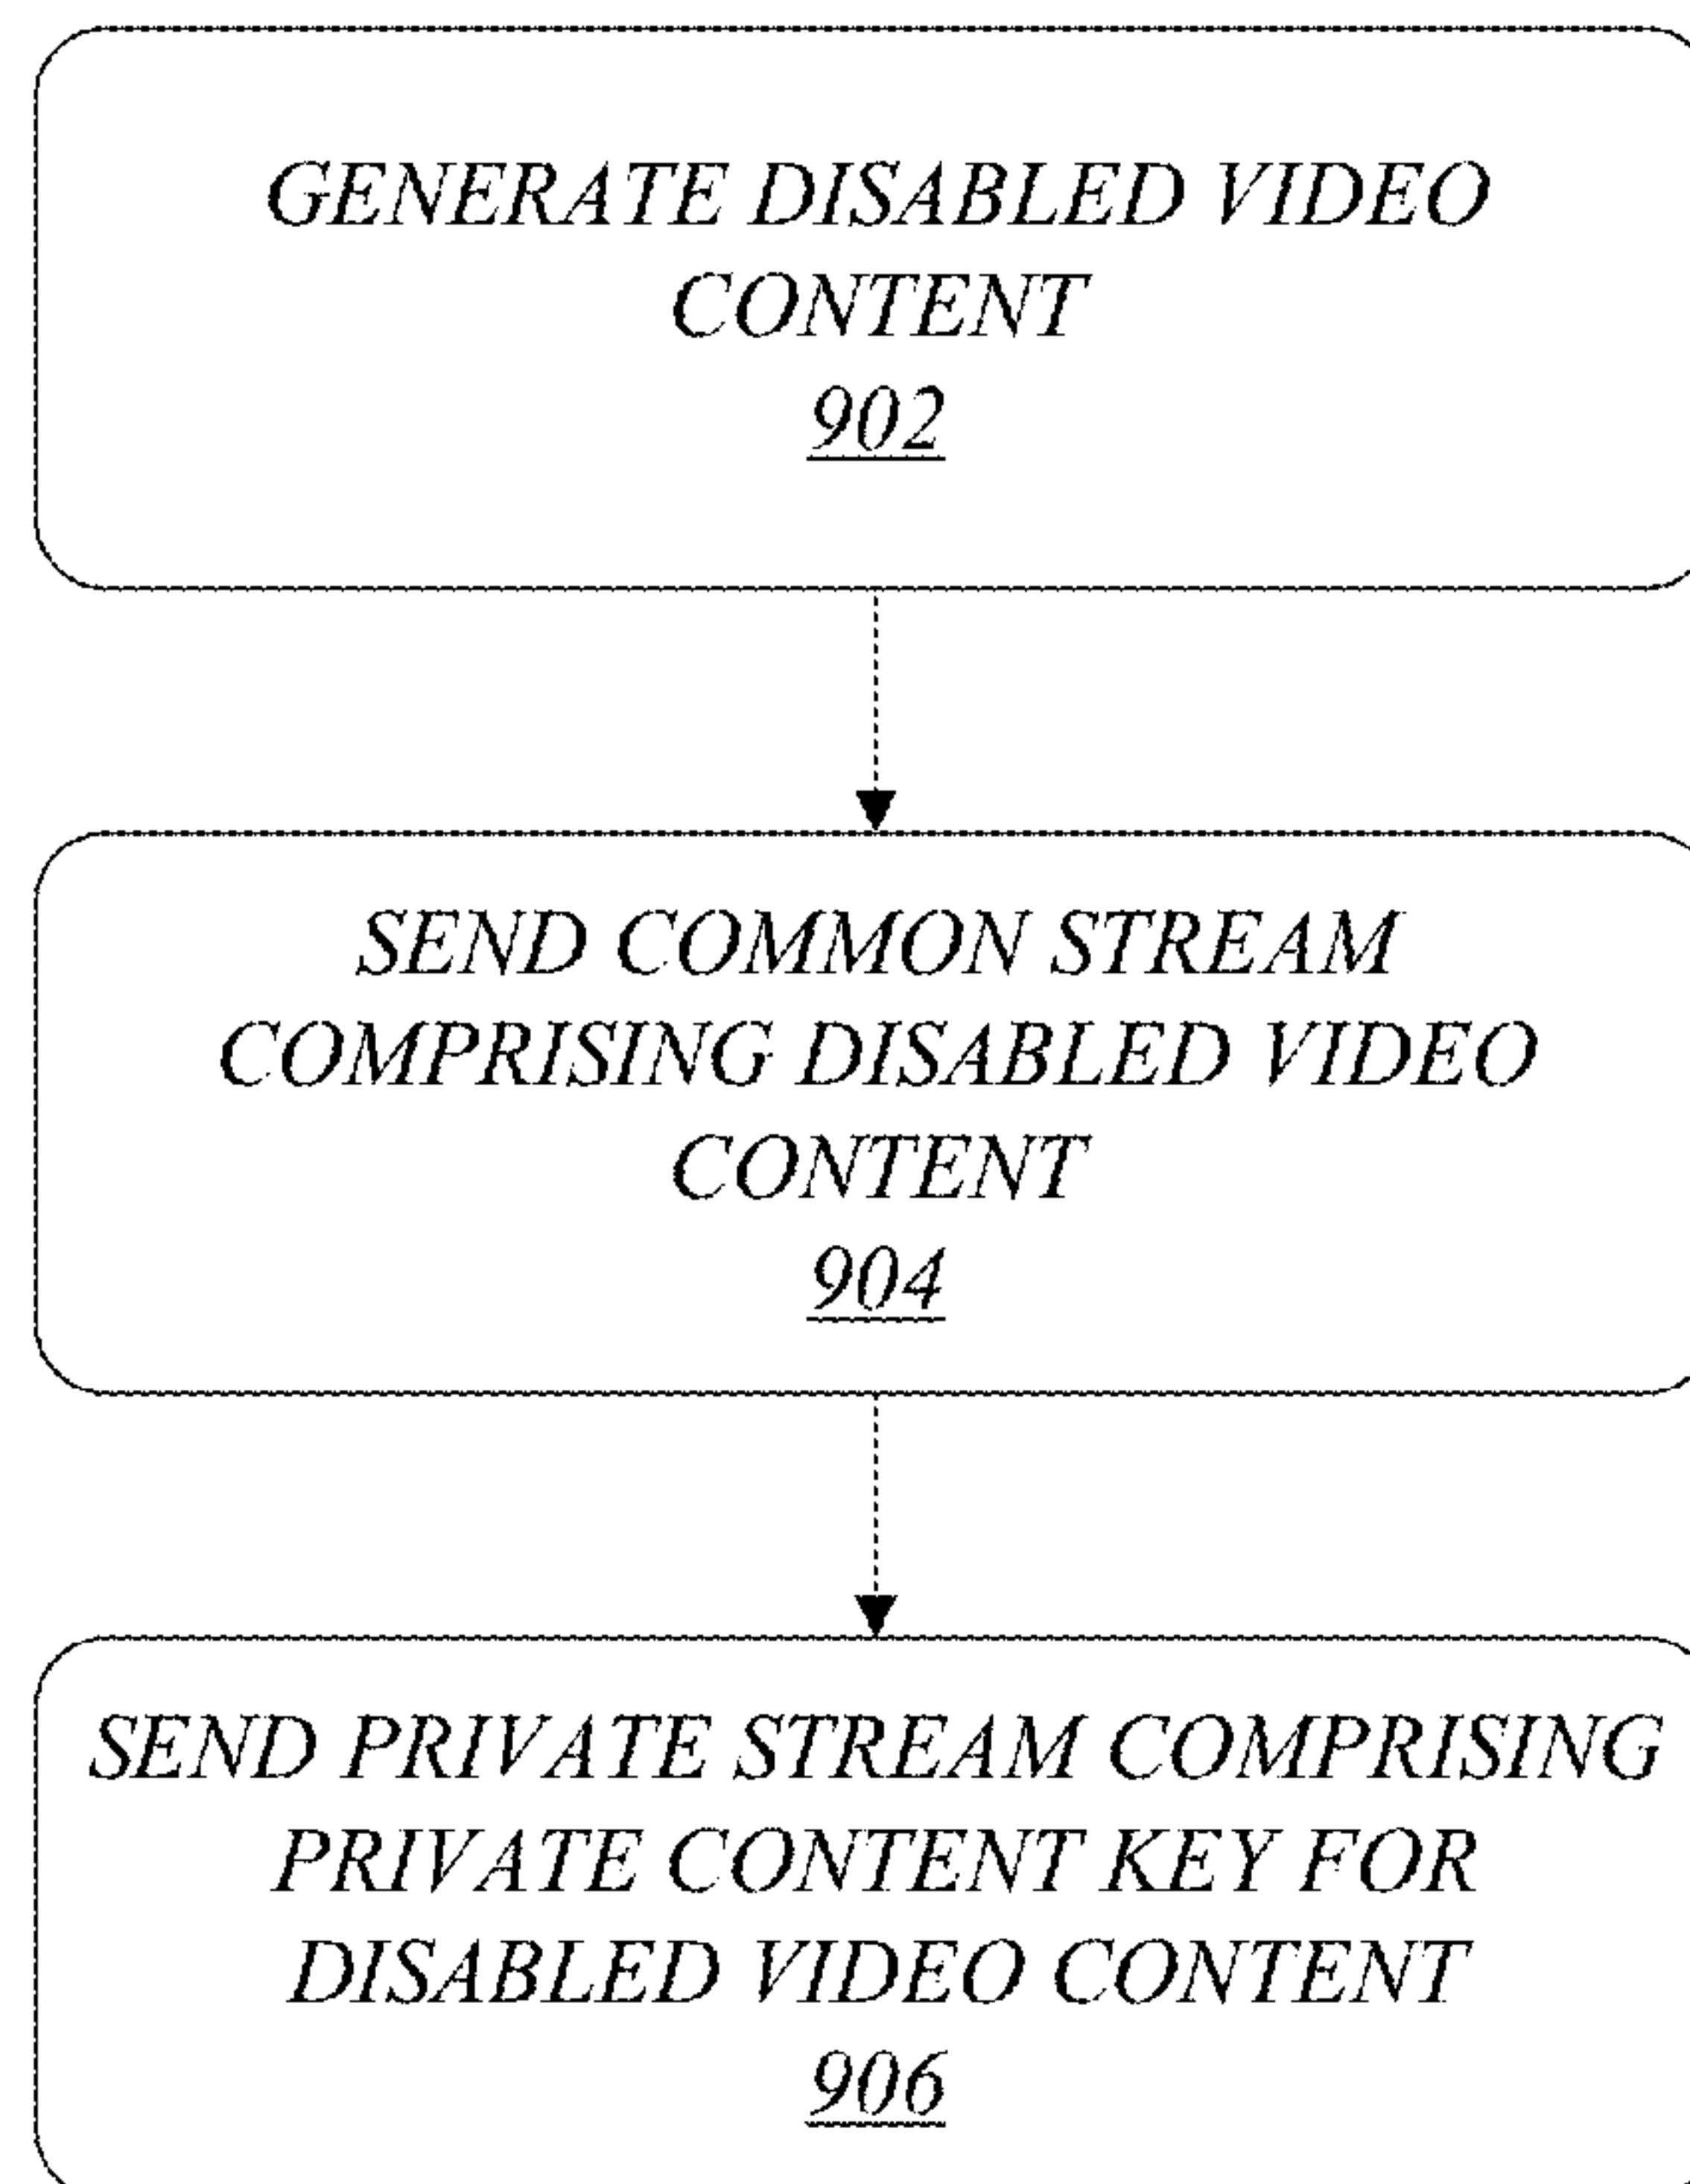 GENERATE DISABLED VIDEO
CONTENT
902
SEND COMMON STREAM
COMPRISING DISABLED VIDEO
CONTENT
904
SEND PRIVATE STREAM COMPRISING
PRIVATE CONTENT KEY FOR
DISABLED VIDEO CONTENT
906